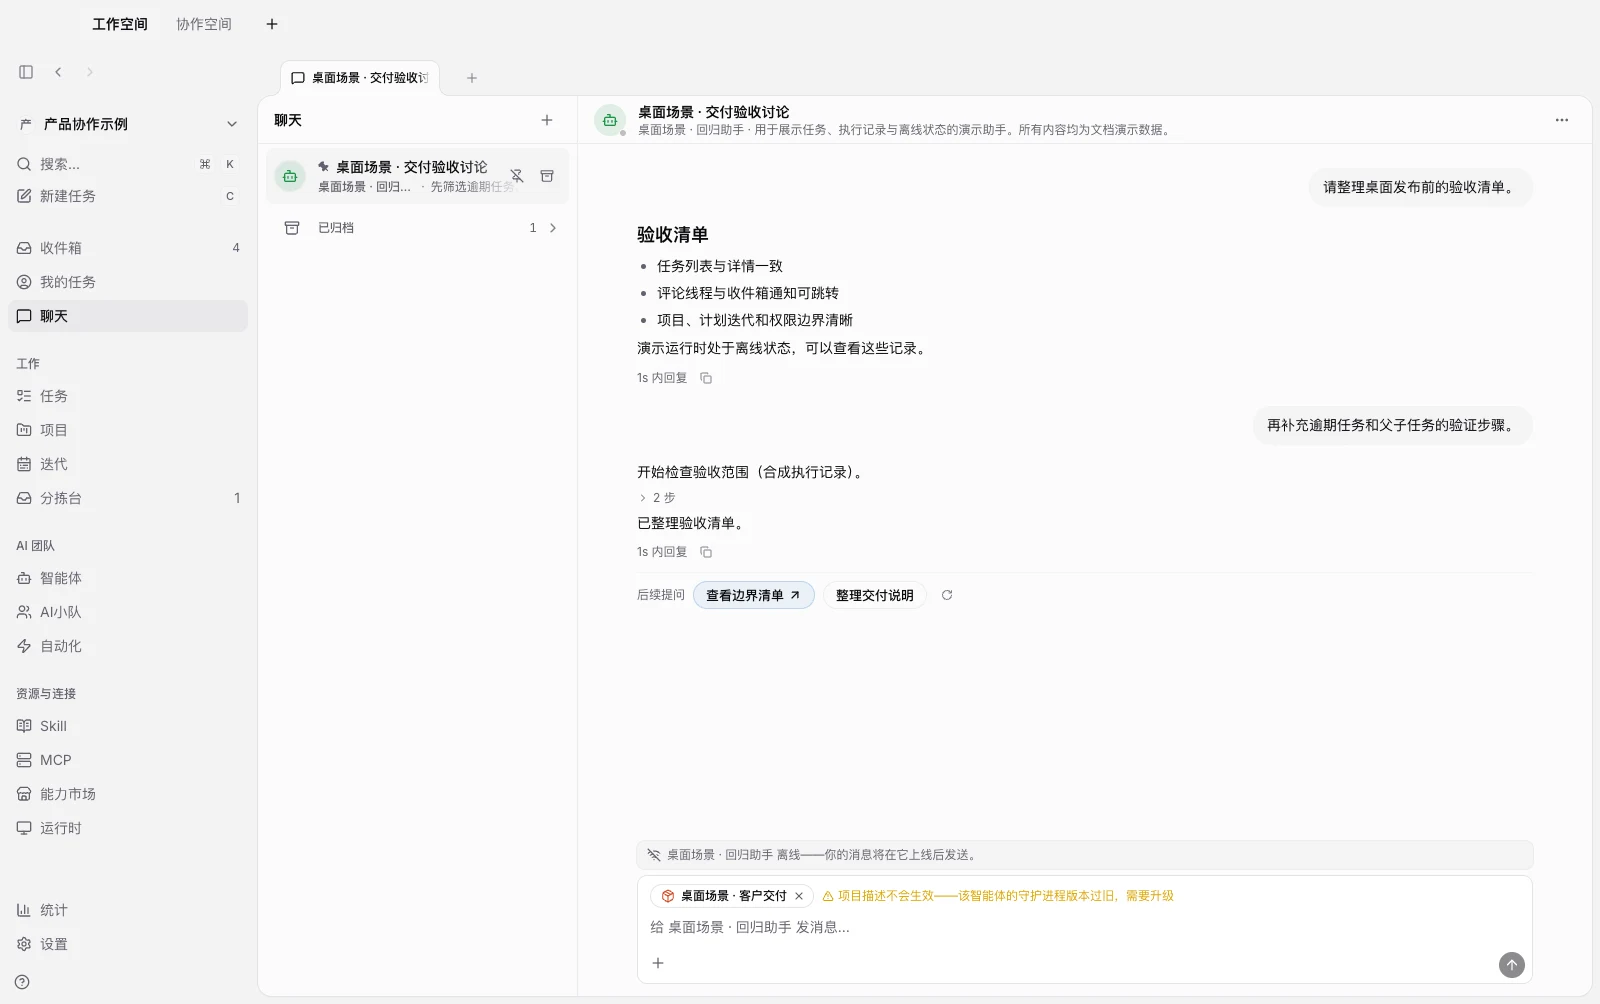 工作空间
协作空间
产品协作示例
搜索...
⌘ K
新建任务
C
收件箱
4
我的任务
聊天
工作
任务
项目
迭代
分拣台
1
AI 团队
智能体
AI小队
自动化
资源与连接
Skill
MCP
能力市场
运行时
统计
设置
桌面场景 · 交付验收讨
聊天
桌面场景 · 交付验收讨论
桌面场景 · 回归... · 先筛选逾期任务
已归档
1
桌面场景 · 交付验收讨论
桌面场景 · 回归助手 · 用于展示任务、执行记录与离线状态的演示助手。所有内容均为文档演示数据。
请整理桌面发布前的验收清单。
验收清单
任务列表与详情一致
评论线程与收件箱通知可跳转
项目、计划迭代和权限边界清晰
演示运行时处于离线状态，可以查看这些记录。
1s 内回复
再补充逾期任务和父子任务的验证步骤。
开始检查验收范围（合成执行记录）。
2 步
已整理验收清单。
1s 内回复
后续提问
查看边界清单
整理交付说明
桌面场景 · 回归助手 离线——你的消息将在它上线后发送。
桌面场景 · 客户交付
项目描述不会生效——该智能体的守护进程版本过旧，需要升级
给 桌面场景 · 回归助手 发消息...